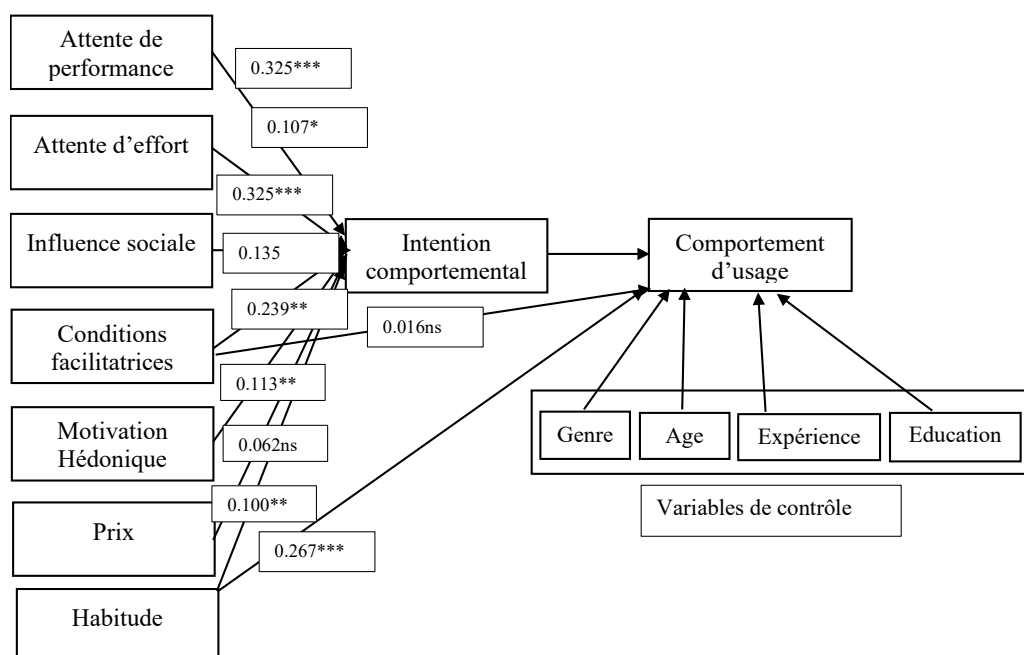 Attente de
performance
0.325***
0.107*
Attente d’effort
0.325***
Influence sociale
0.135
Intention
comportemental
Comportement
d’usage
Conditions
facilitatrices
0.239**
0.016ns
0.113**
Motivation
Hédonique
0.062ns
Genre
Age
Expérience
Education
Prix
0.100**
Variables de contrôle
0.267***
Habitude